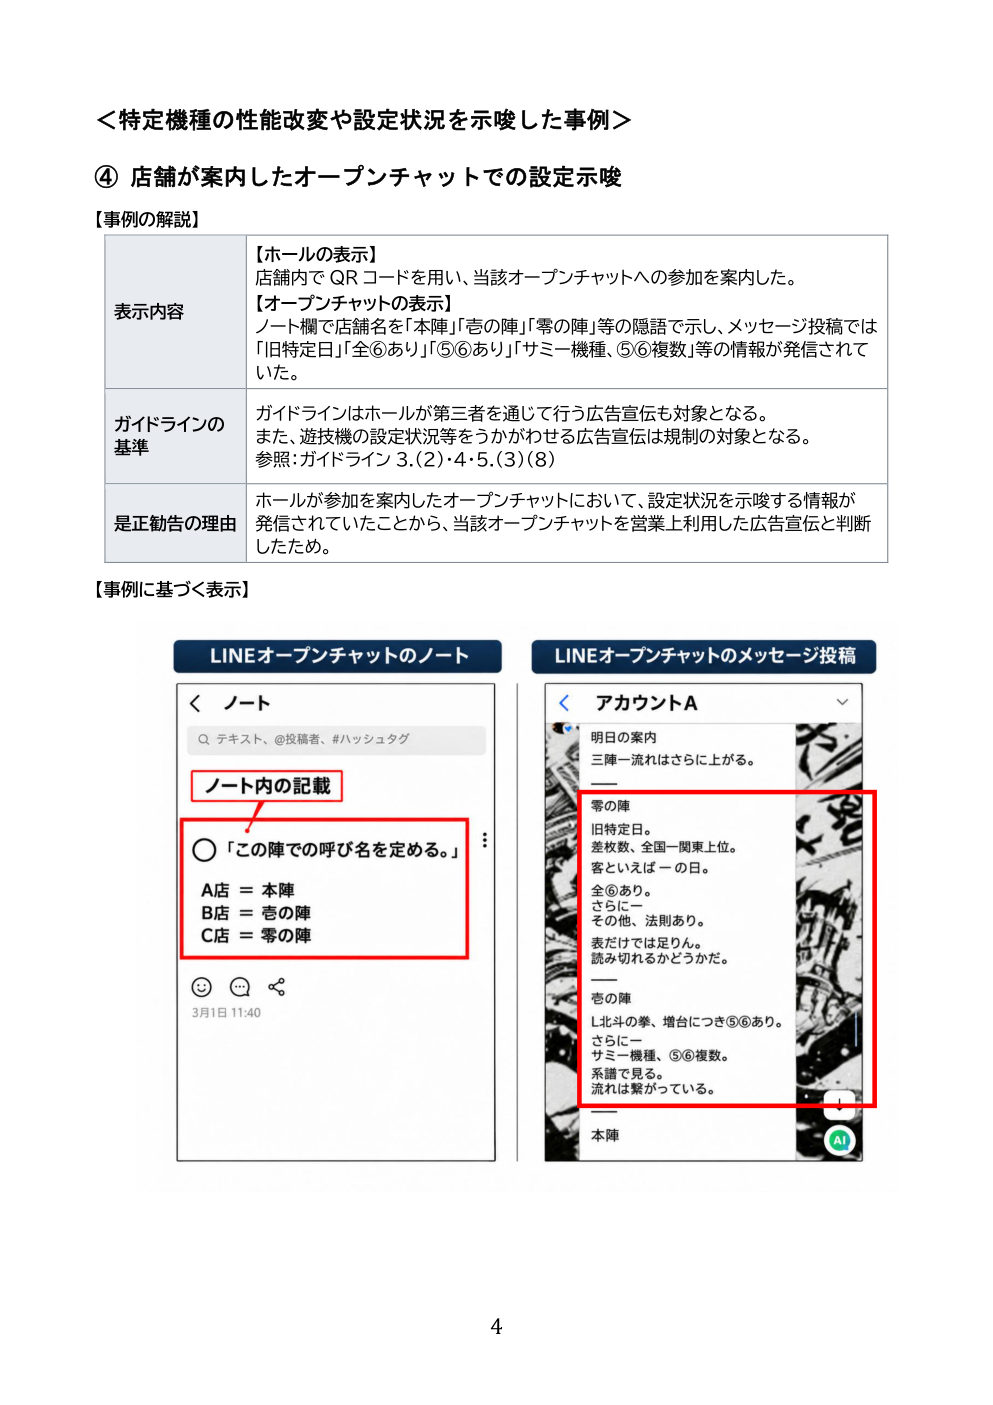 ＜特定機種の性能改変や設定状況を示唆した事例＞
④ 店舗が案内したオープンチャットでの設定示唆
【事例の解説】
表示内容
【ホールの表示】
店舗内で QR コードを用い、当該オープンチャットへの参加を案内した。
【オープンチャットの表示】
ノート欄で店舗名を「本陣」「壱の陣」「零の陣」等の隠語で示し、メッセージ投稿では
「旧特定日」「全⑥あり」「⑤⑥あり」「サミー機種、⑤⑥複数」等の情報が発信されて
いた。
ガイドラインの
基準
ガイドラインはホールが第三者を通じて行う広告宣伝も対象となる。
また、遊技機の設定状況等をうかがわせる広告宣伝は規制の対象となる。
参照：ガイドライン 3.(2)・4・5.(3)(8)
是正勧告の理由
ホールが参加を案内したオープンチャットにおいて、設定状況を示唆する情報が
発信されていたことから、当該オープンチャットを営業上利用した広告宣伝と判断
したため。
【事例に基づく表示】
LINEオープンチャットのノート
ノート
テキスト、@投稿者、#ハッシュタグ
ノート内の記載
◯「この陣での呼び名を定める。」
A店 ＝ 本陣
B店 ＝ 壱の陣
C店 ＝ 零の陣
3月1日 11:40
LINEオープンチャットのメッセージ投稿
アカウントA
明日の案内
三陣一流れはさらに上がる。
零の陣
旧特定日。
差枚数、全国一関東上位。
客といえば一の日。
全⑥あり。
さらにー
その他、法則あり。
表だけでは足りん。
読み切れるかどうかだ。
壱の陣
L北斗の拳、増台につき⑤⑥あり。
さらにー
サミー機種、⑤⑥複数。
系譜で見る。
流れは繋がっている。
本陣
AI
4